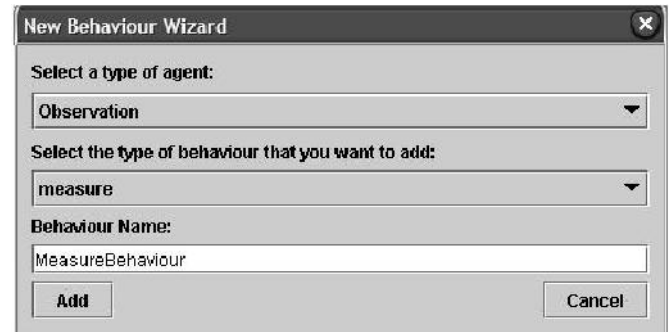 New Behaviour Wizard
Select a type of agent:
Observation
Select the type of behaviour that you want to add:
measure
Behaviour Name:
MeasureBehaviour
Add Cancel